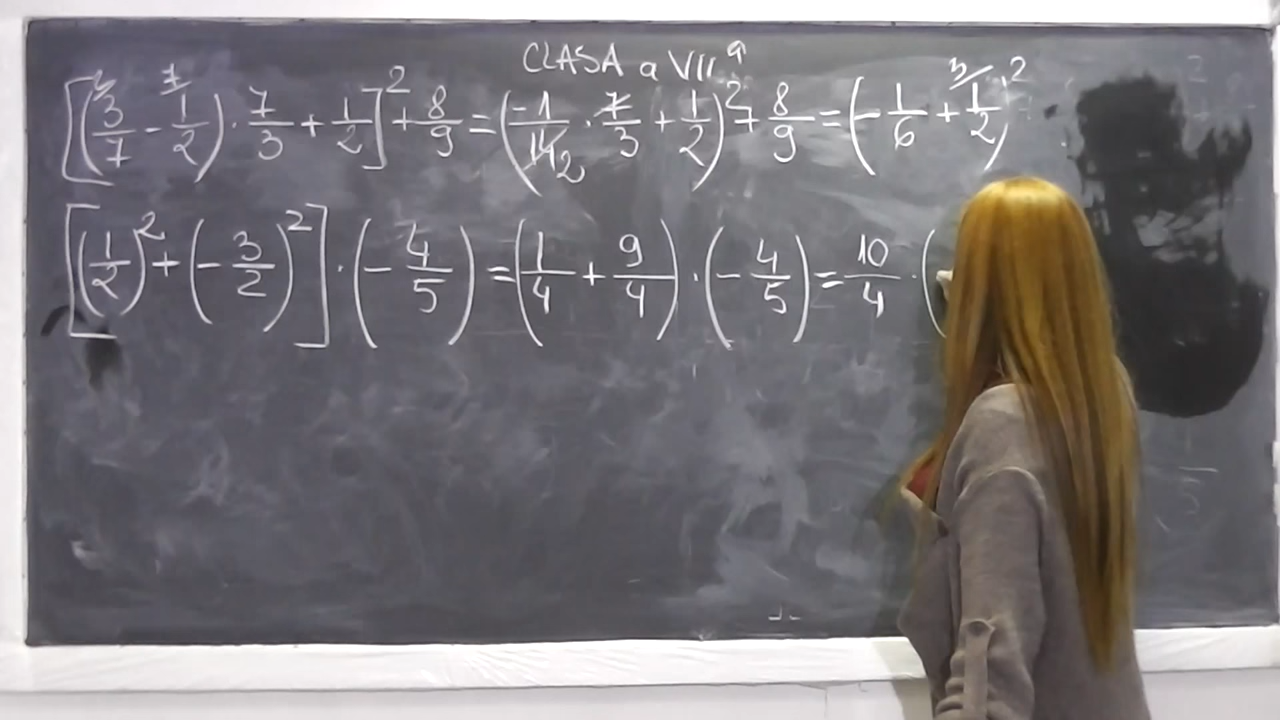 CLASA a VII a
[(3/7 - 1/2) · 7/3 + 1/2]² + 8/9 = (-1/14 2 · 7/3 + 1/2)² + 8/9 = (-1/6 + 3/ 1/2)²
[(1/2)² + (-3/2)²] · (-4/5) = (1/4 + 9/4) · (-4/5) = 10/4 · (